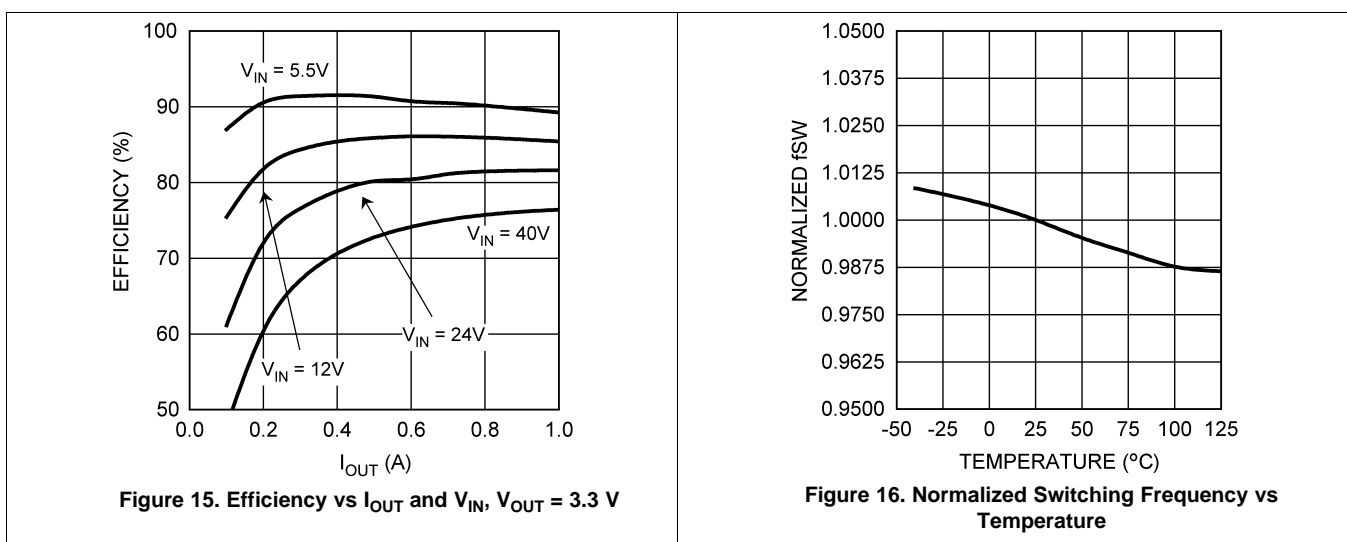 100
90
80
70
60
50
EFFICIENCY (%)
V_IN = 5.5V
V_IN = 40V
V_IN = 24V
V_IN = 12V
0.0 0.2 0.4 0.6 0.8 1.0
I_OUT (A)
Figure 15. Efficiency vs I_OUT and V_IN, V_OUT = 3.3 V
1.0500
1.0375
1.0250
1.0125
1.0000
0.9875
0.9750
0.9625
0.9500
NORMALIZED fSW
-50 -25 0 25 50 75 100 125
TEMPERATURE (°C)
Figure 16. Normalized Switching Frequency vs
Temperature